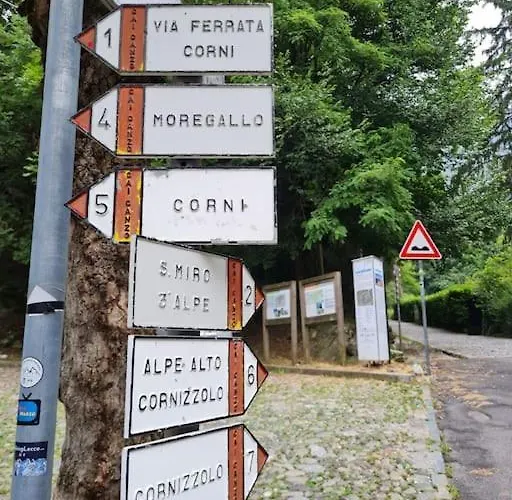 1
CAI CANZO
VIA FERRATA
CORNI
4
CAI CANZO
MOREGALLO
5
CAI CANZO
CORNI
S. MIRO
3ª ALPE
CAI CANZO
2
ALPE ALTO
CORNIZZOLO
CAI CANZO
6
CORNIZZOLO
CAI CANZO
7